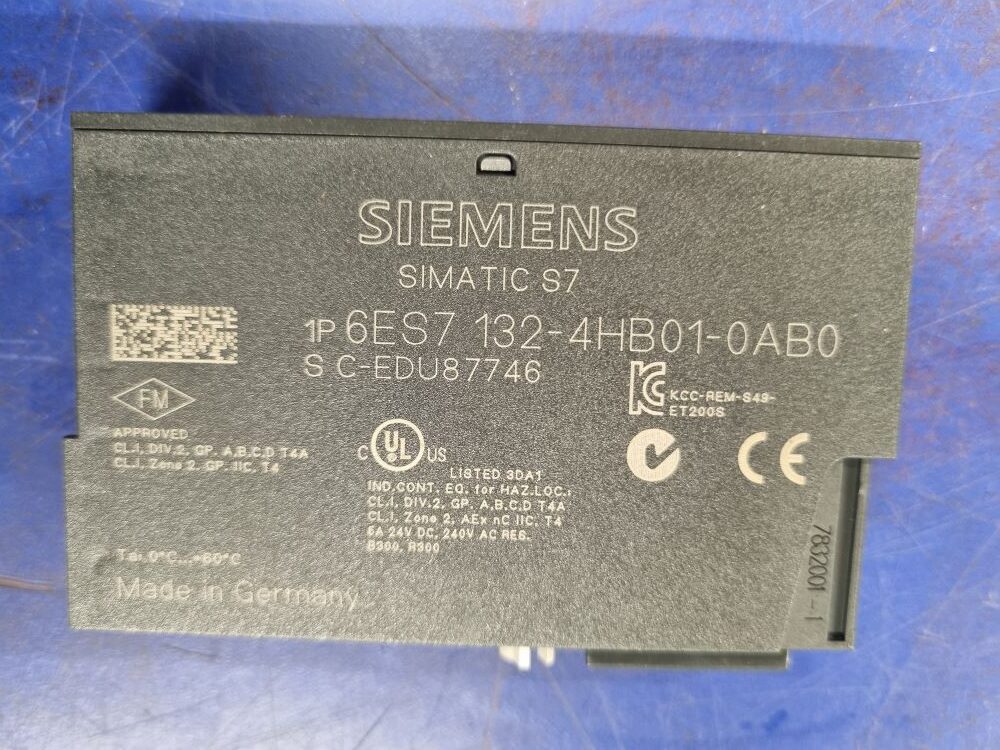 SIEMENS
SIMATIC S7
1P 6ES7 132-4HB01-0AB0
S C-EDU87746
KCC-REM-S49-
ET200S
FM
APPROVED
CL.I, DIV.2, GP. A,B,C,D T4A
CL.I, Zone 2, GP. IIC, T4
C UL US
LISTED 3DA1
IND.CONT. EQ. for HAZ.LOC.:
CL.I, DIV.2, GP. A,B,C,D T4A
CL.I, Zone 2, AEx nC IIC, T4
5A 24V DC, 240V AC RES.
B300, R300
CE
Ta: 0°C...+60°C
Made in Germany
7832001-1